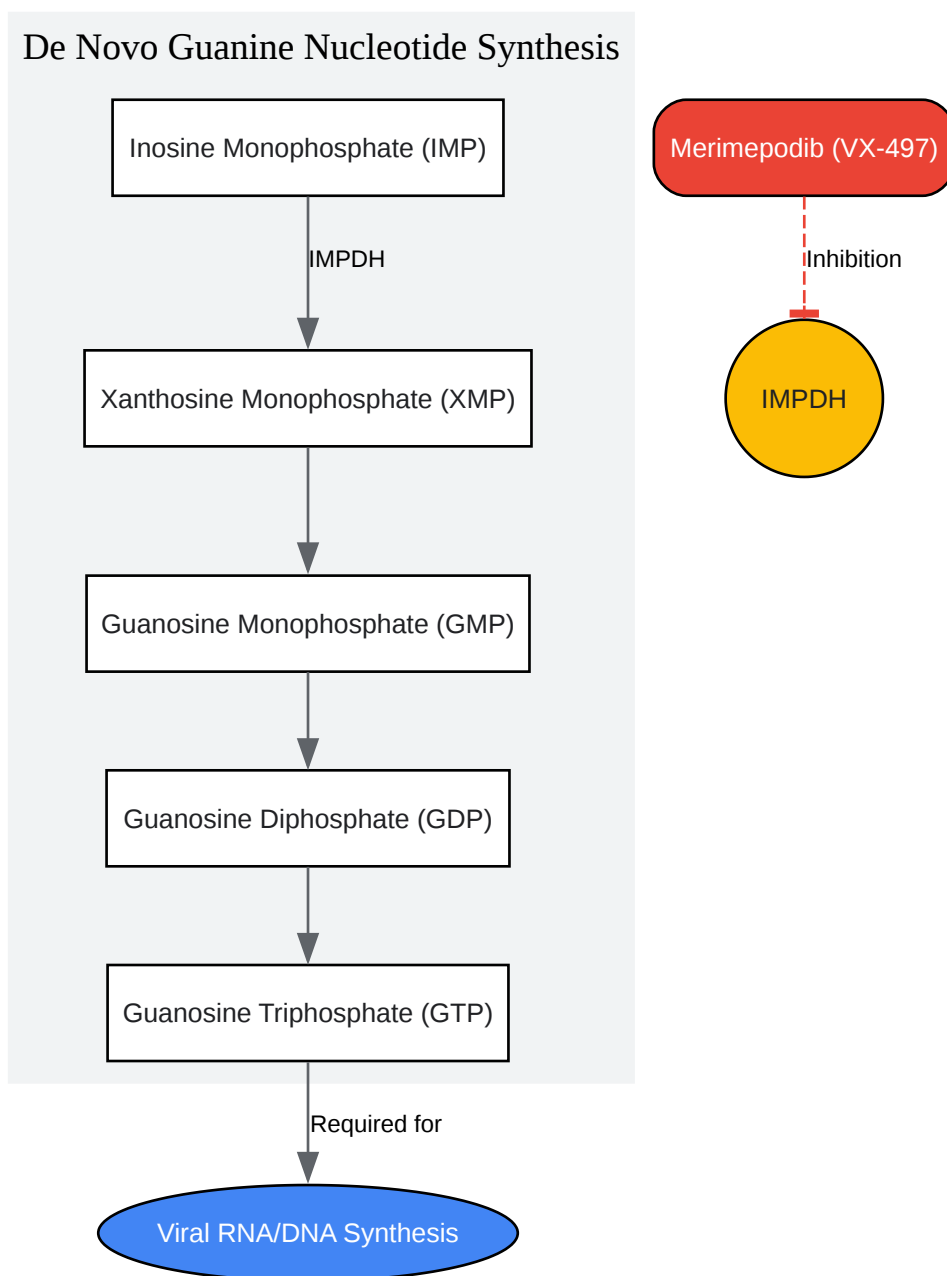 De Novo Guanine Nucleotide Synthesis
Inosine Monophosphate (IMP)
Merimepodib (VX-497)
IMPDH
Inhibition
Xanthosine Monophosphate (XMP)
IMPDH
Guanosine Monophosphate (GMP)
Guanosine Diphosphate (GDP)
Guanosine Triphosphate (GTP)
Required for
Viral RNA/DNA Synthesis